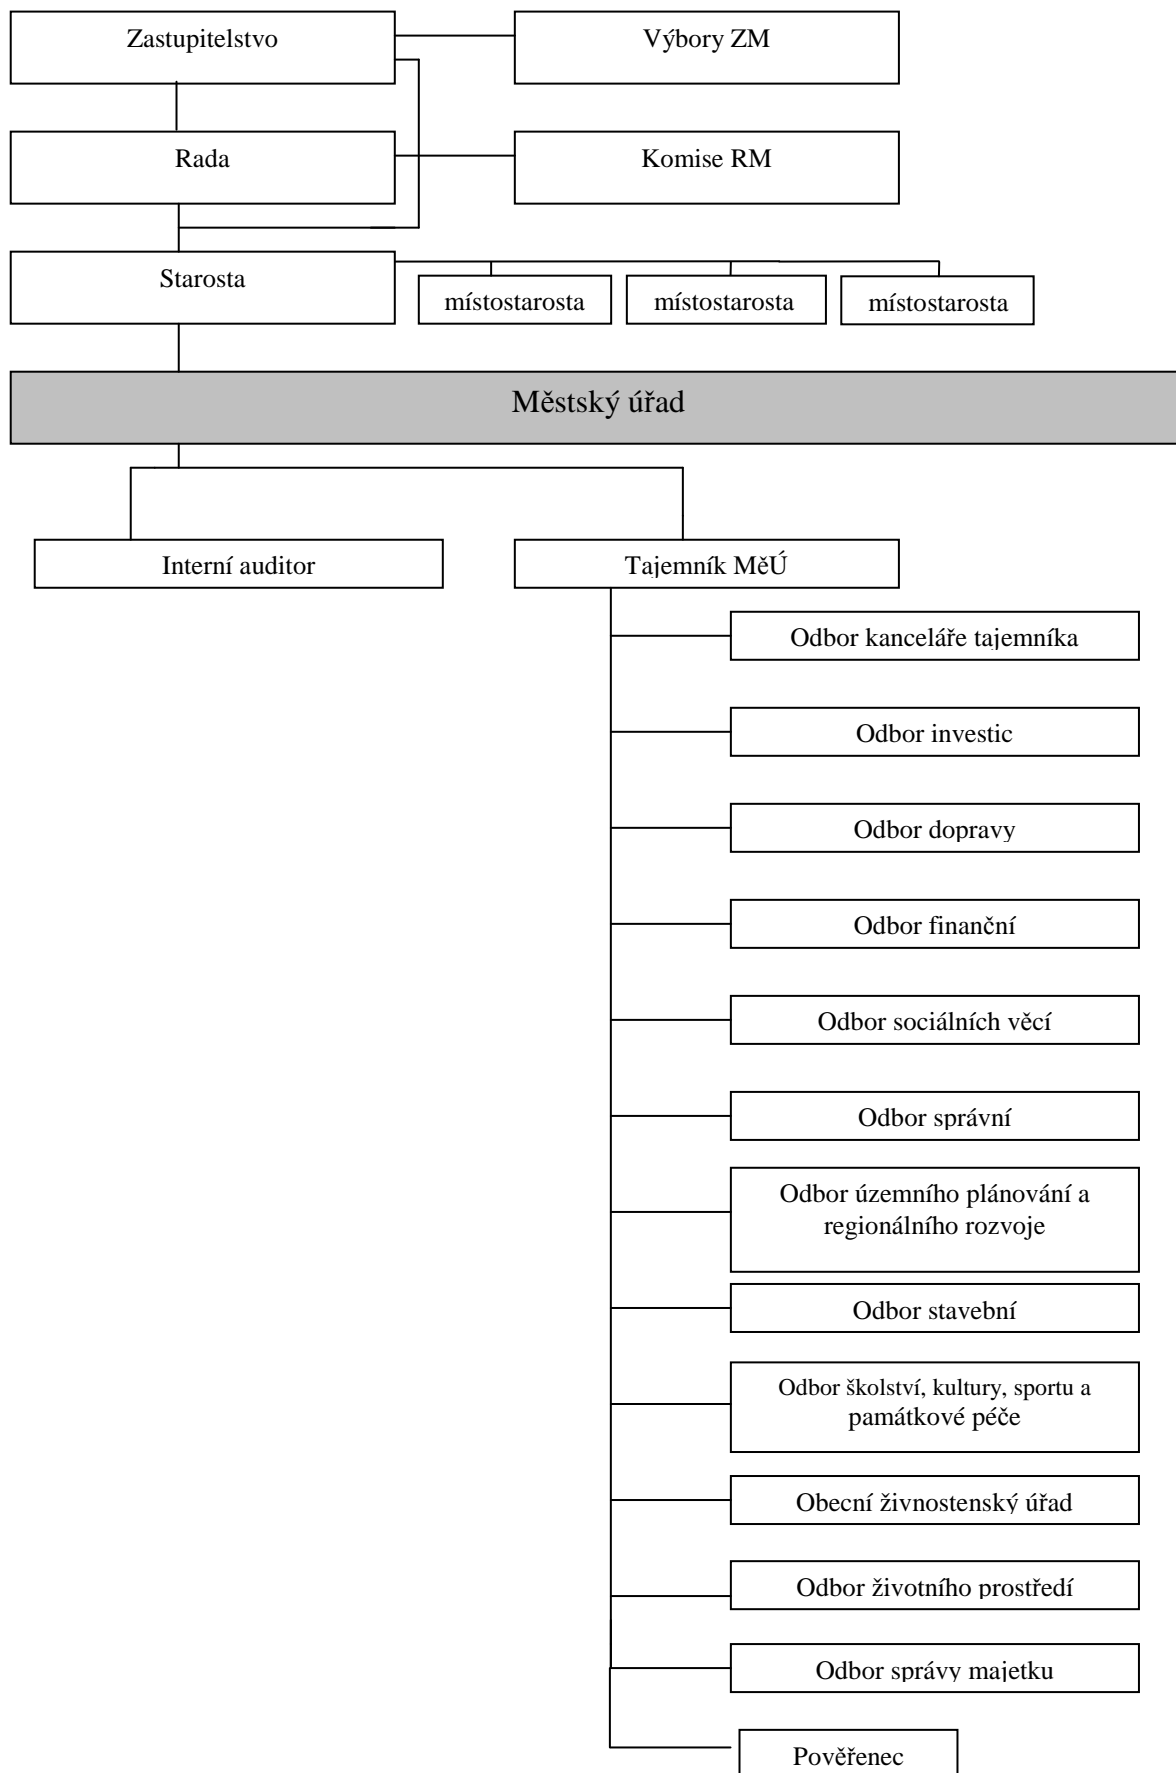 Zastupitelstvo
Výbory ZM
Rada
Komise RM
Starosta
místostarosta
místostarosta
místostarosta
Městský úřad
Interní auditor
Tajemník MěÚ
Odbor kanceláře tajemníka
Odbor investic
Odbor dopravy
Odbor finanční
Odbor sociálních věcí
Odbor správní
Odbor územního plánování a
regionálního rozvoje
Odbor stavební
Odbor školství, kultury, sportu a
památkové péče
Obecní živnostenský úřad
Odbor životního prostředí
Odbor správy majetku
Pověřenec